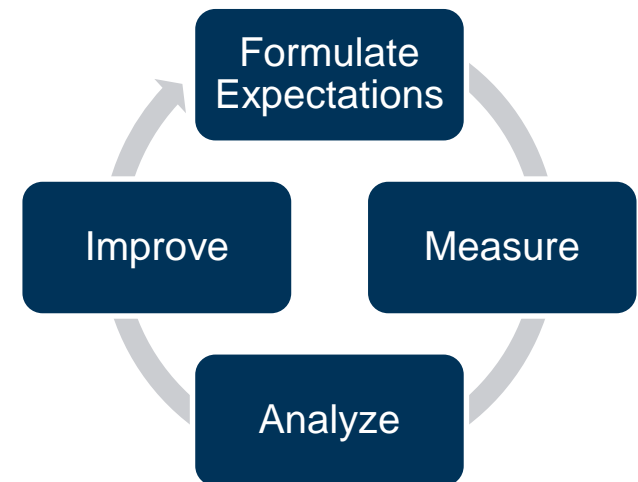 Formulate
Expectations
Improve
Measure
Analyze